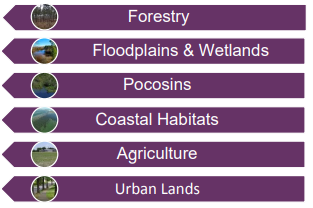 Forestry
Floodplains & Wetlands
Pocosins
Coastal Habitats
Agriculture
Urban Lands